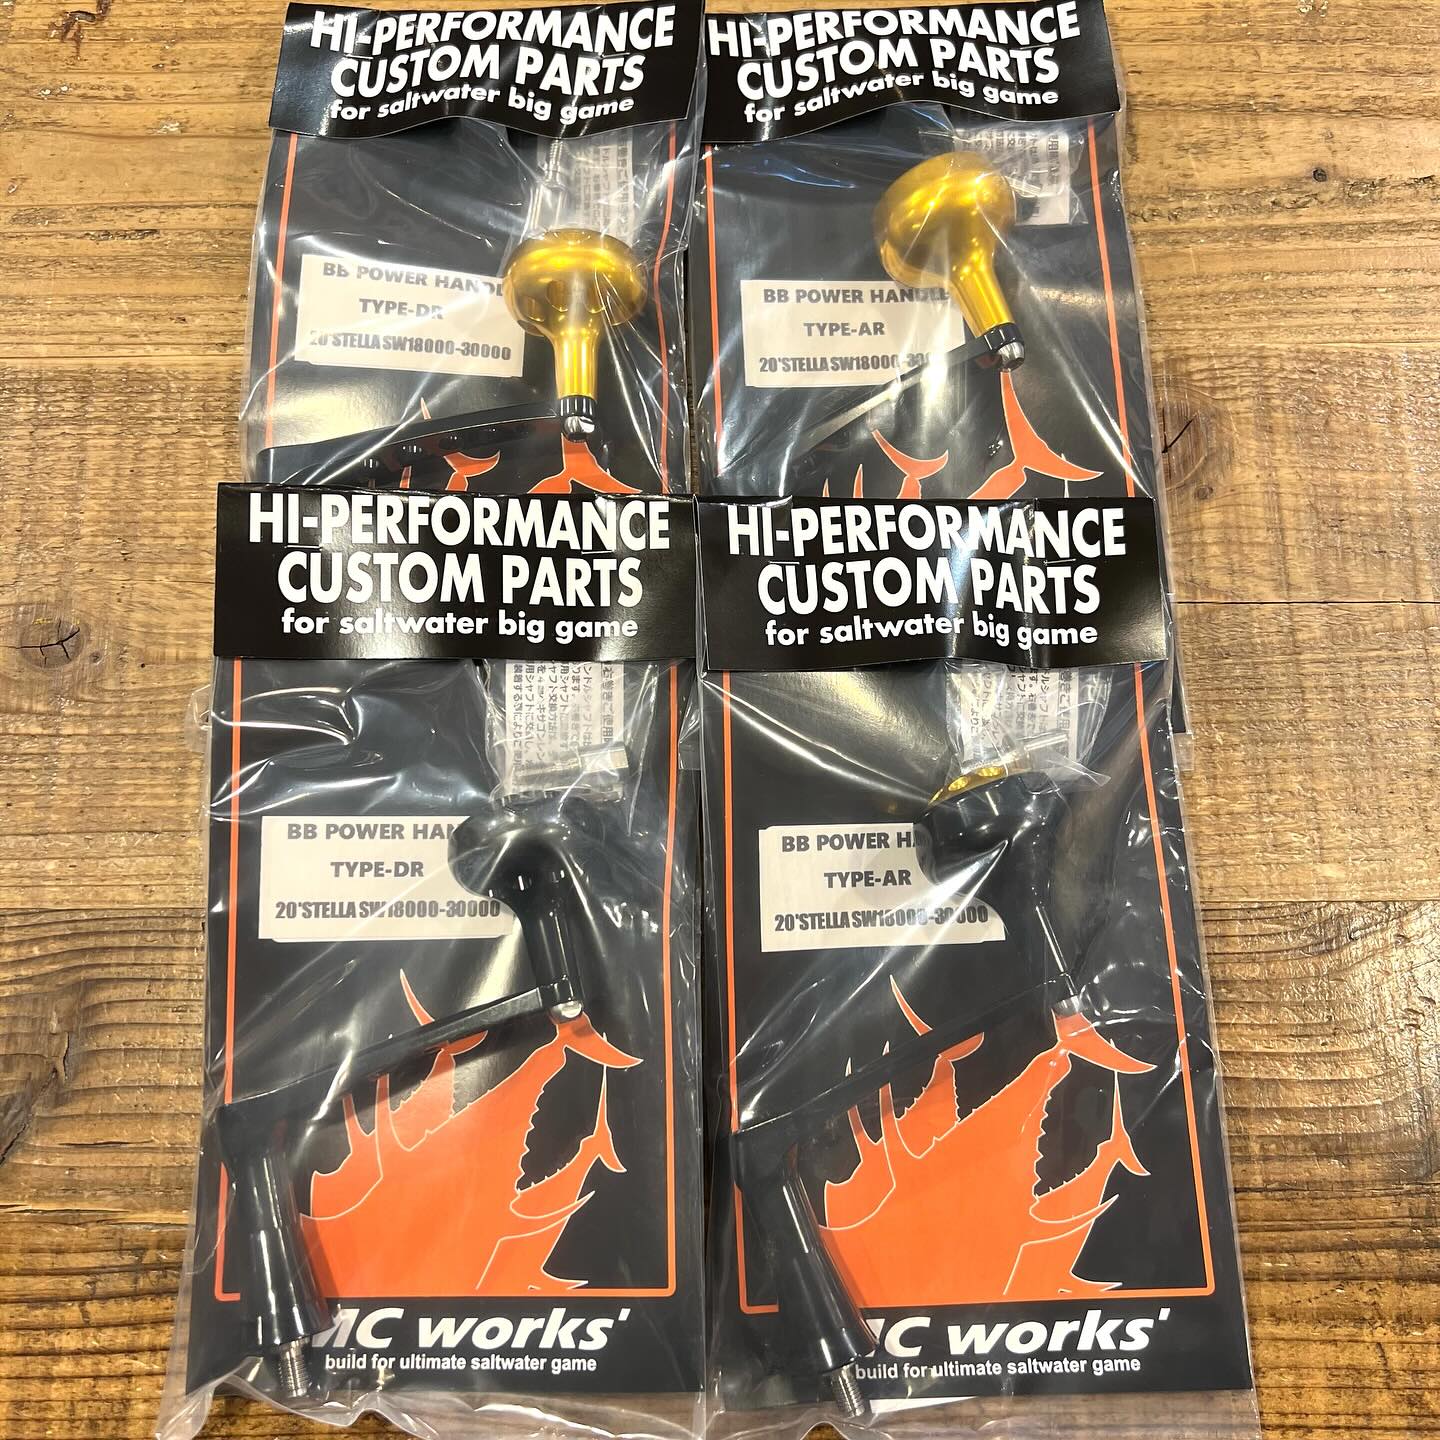 HI-PERFORMANCE
CUSTOM PARTS
for saltwater big game
BB POWER HANDL
TYPE-DR
20'STELLA SW18000-30000
HI-PERFORMANCE
CUSTOM PARTS
for saltwater big game
BB POWER HANDLE
TYPE-AR
20'STELLA SW18000-30
HI-PERFORMANCE
CUSTOM PARTS
for saltwater big game
BB POWER HAN
TYPE-DR
20'STELLA SW18000-30000
MC works'
build for ultimate saltwater game
HI-PERFORMANCE
CUSTOM PARTS
for saltwater big game
BB POWER HA
TYPE-AR
20'STELLA SW18000-30000
MC works'
build for ultimate saltwater game